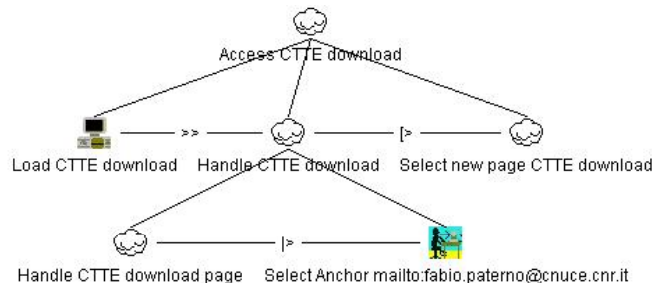 Access CTTE download
>>
[>
Load CTTE download
Handle CTTE download
Select new page CTTE download
|>
Handle CTTE download page
Select Anchor mailto:fabio.paterno@cnuce.cnr.it